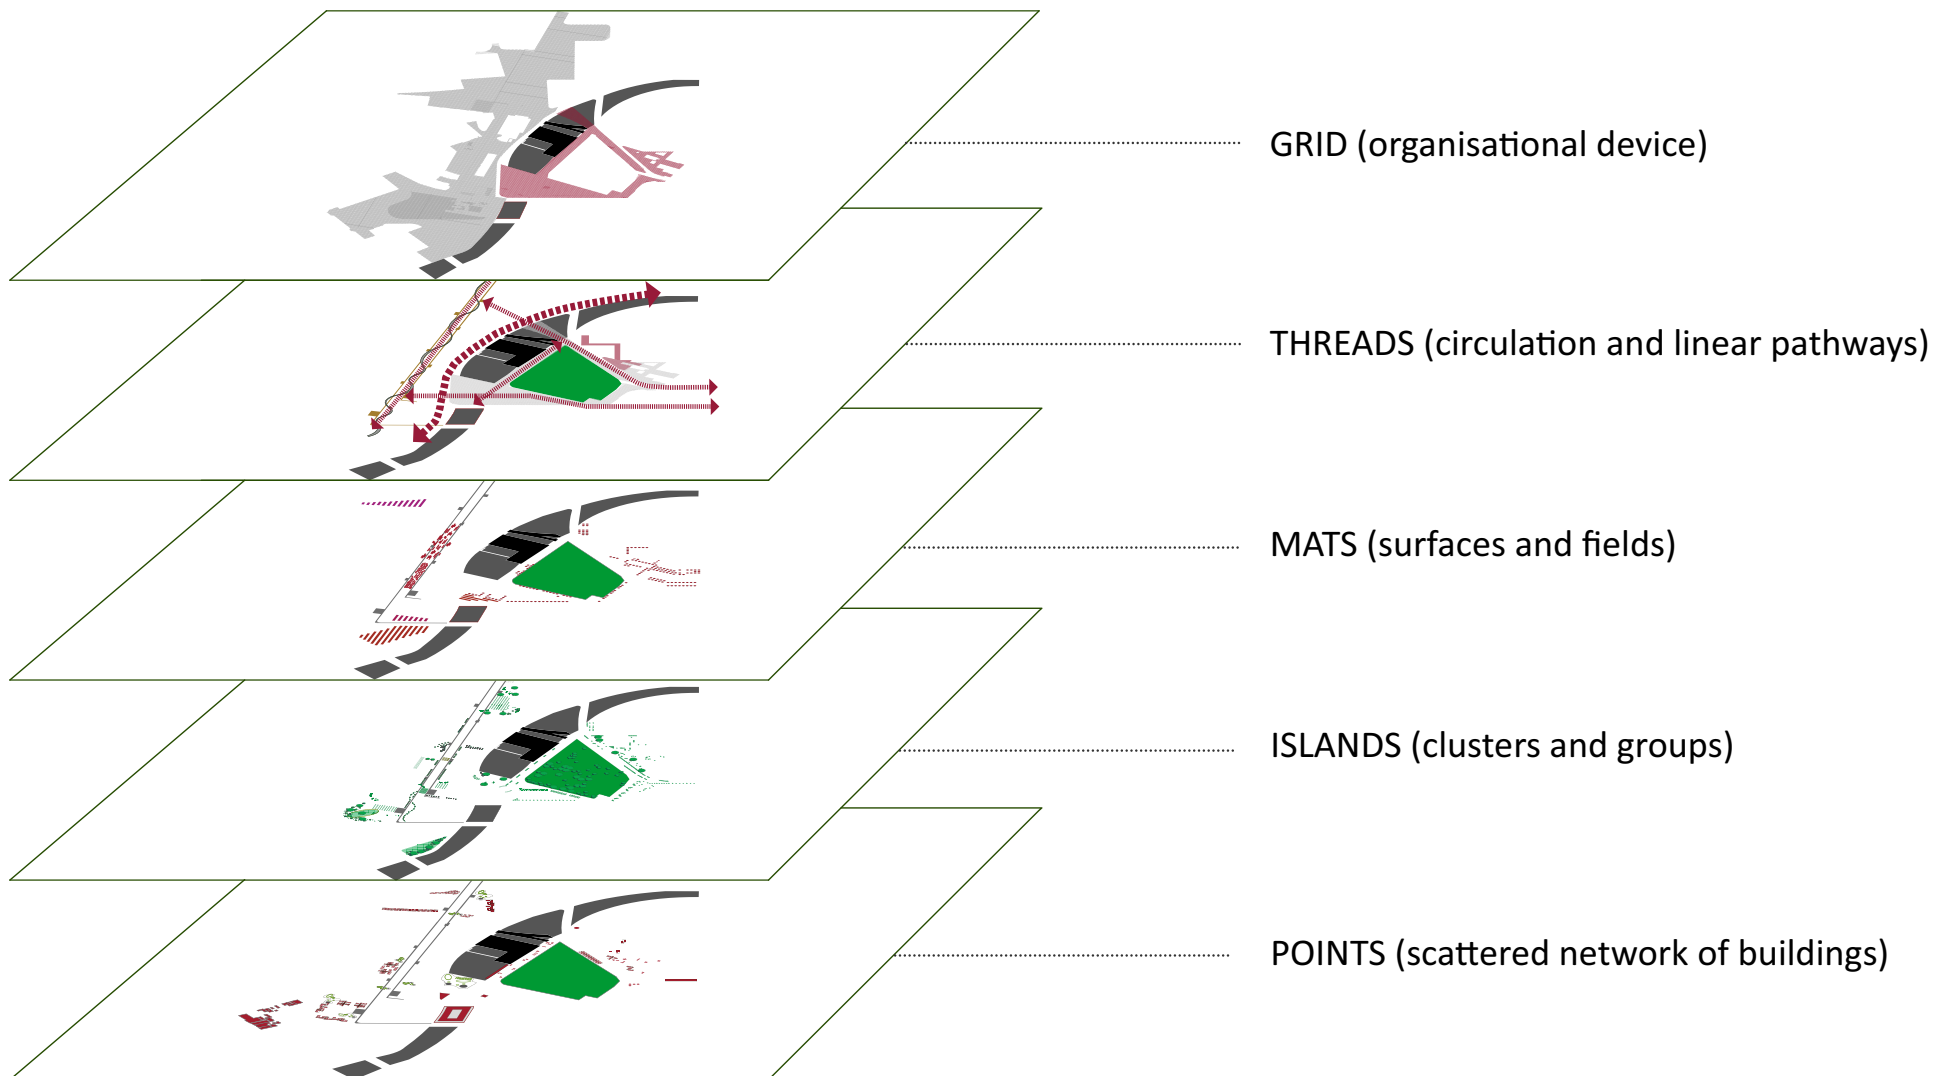 GRID (organisational device)
THREADS (circulation and linear pathways)
MATS (surfaces and fields)
ISLANDS (clusters and groups)
POINTS (scattered network of buildings)